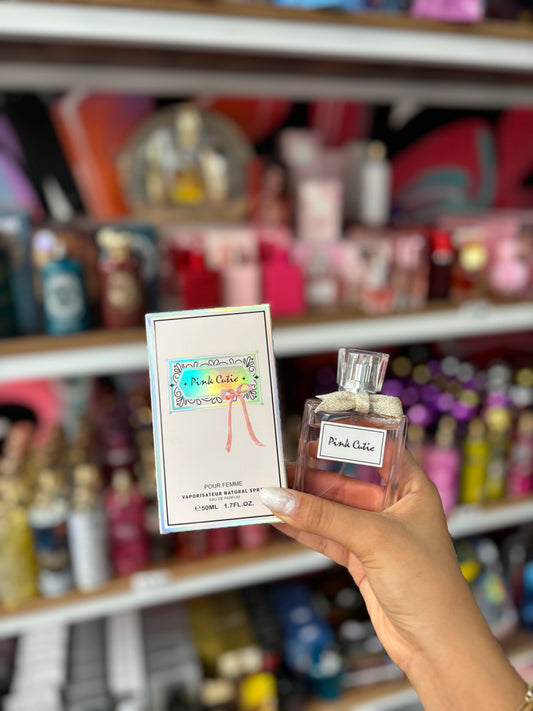 Pink Cutie
POUR FEMME
VAPORISATEUR NATURAL SPRAY
EAU DE PARFUM
℮50ML 1.7FL.OZ.
Pink Cutie